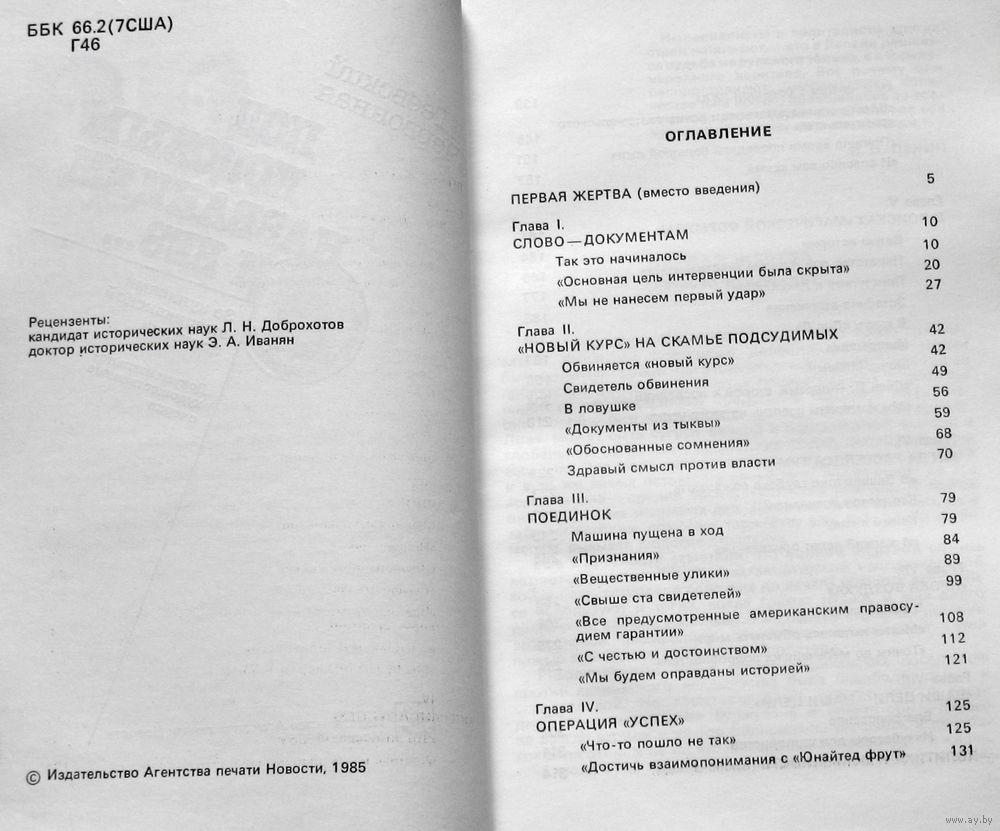 ББК 66.2(7США)
Г46
Рецензенты:
кандидат исторических наук Л. Н. Доброхотов
доктор исторических наук Э. А. Иванян
© Издательство Агентства печати Новости, 1985
ОГЛАВЛЕНИЕ
ПЕРВАЯ ЖЕРТВА (вместо введения) 5
Глава I.
СЛОВО — ДОКУМЕНТАМ 10
Так это начиналось 10
«Основная цель интервенции была скрыта» 20
«Мы не нанесем первый удар» 27
Глава II.
«НОВЫЙ КУРС» НА СКАМЬЕ ПОДСУДИМЫХ 42
Обвиняется «новый курс» 42
Свидетель обвинения 49
В ловушке 56
«Документы из тыквы» 59
«Обоснованные сомнения» 68
Здравый смысл против власти 70
Глава III.
ПОЕДИНОК 79
Машина пущена в ход 79
«Признания» 84
«Вещественные улики» 89
«Свыше ста свидетелей» 99
«Все предусмотренные американским правосу-
дием гарантии» 108
«С честью и достоинством» 112
«Мы будем оправданы историей» 121
Глава IV.
ОПЕРАЦИЯ «УСПЕХ» 125
«Что-то пошло не так» 125
«Достичь взаимопонимания с «Юнайтед фрут» 131
www.ay.by